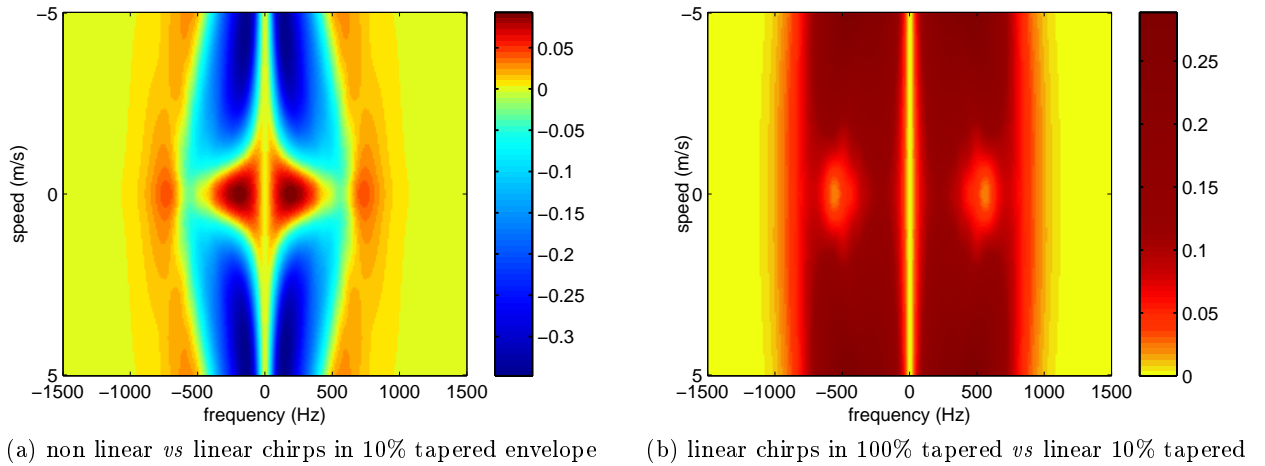 −5
0
5
speed (m/s)
−1500 −1000 −500 0 500 1000 1500
frequency (Hz)
0.05
0
−0.05
−0.1
−0.15
−0.2
−0.25
−0.3
(a) non linear vs linear chirps in 10% tapered envelope
−5
0
5
speed (m/s)
−1500 −1000 −500 0 500 1000 1500
frequency (Hz)
0.25
0.2
0.15
0.1
0.05
0
(b) linear chirps in 100% tapered vs linear 10% tapered